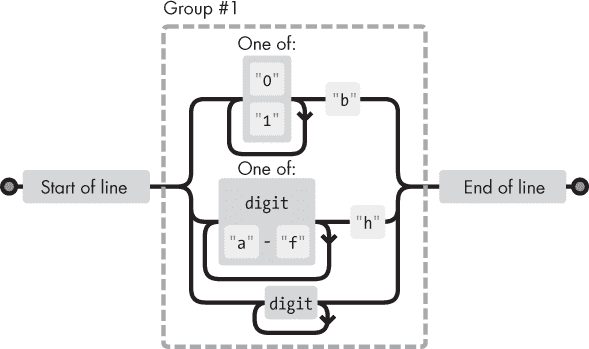 Group #1
One of:
"0"
"1"
"b"
One of:
Start of line
digit
"a" - "f"
"h"
End of line
digit